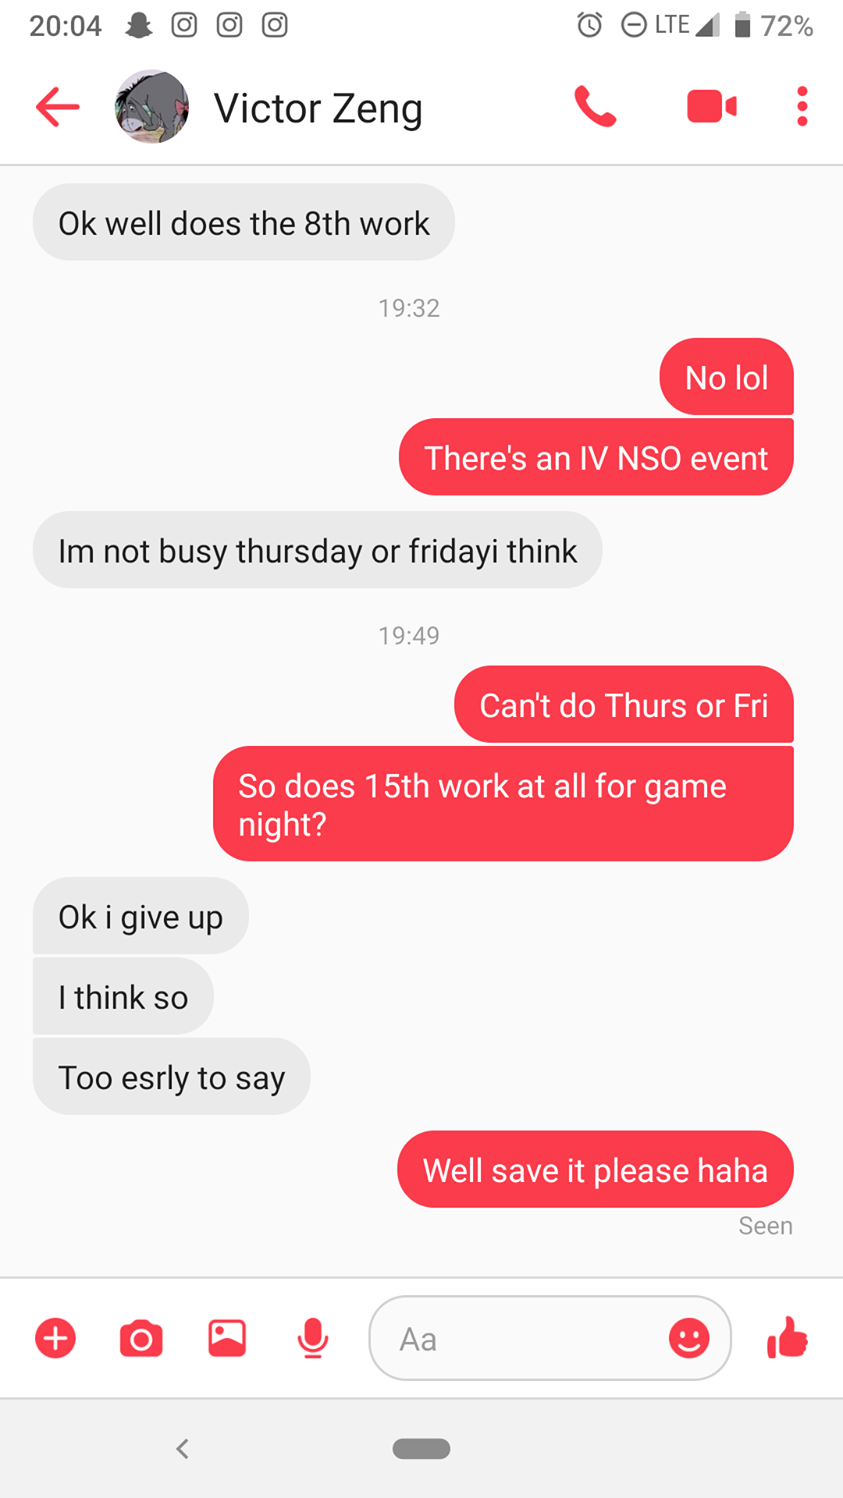 20:04 LTE 72%
Victor Zeng
Ok well does the 8th work
19:32
No lol
There's an IV NSO event
Im not busy thursday or fridayi think
19:49
Can't do Thurs or Fri
So does 15th work at all for game
night?
Ok i give up
I think so
Too esrly to say
Well save it please haha
Seen
Aa